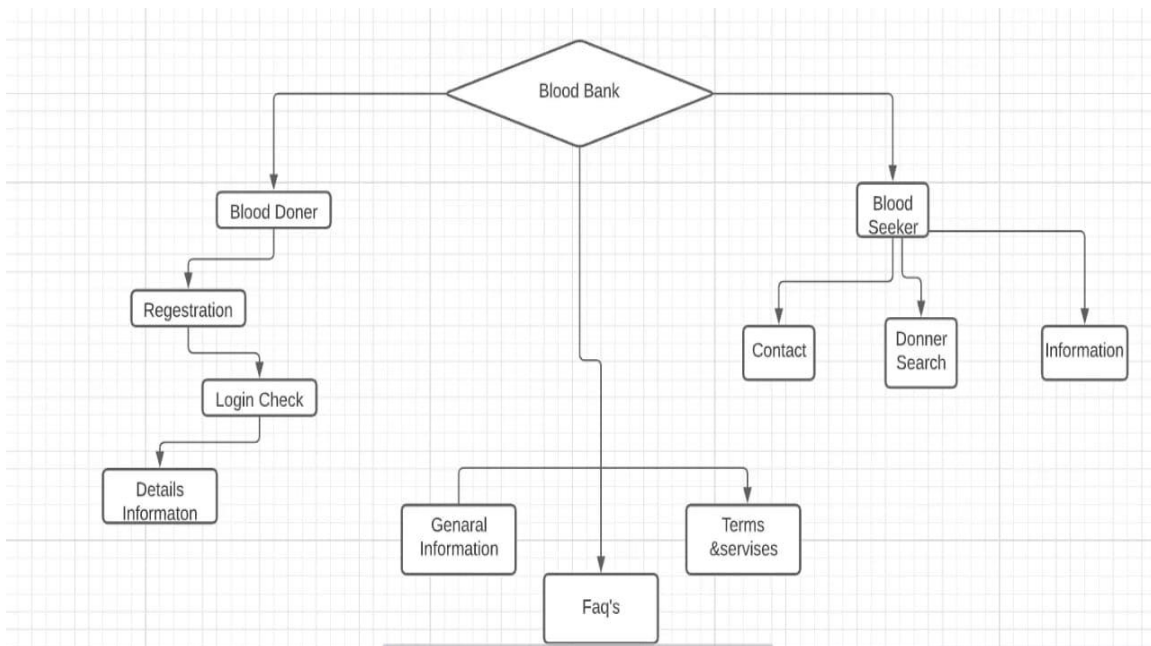 Blood Bank
Blood Doner
Regestration
Login Check
Details
Informaton
Blood
Seeker
Contact
Donner
Search
Information
Genaral
Information
Terms
&servises
Faq's